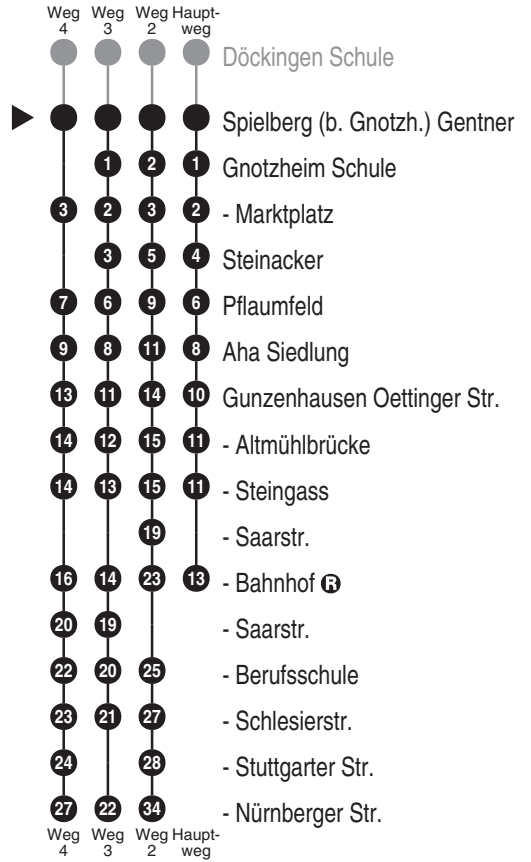 Weg 4 Weg 3 Weg 2 Haupt-weg
Döckingen Schule
Spielberg (b. Gnotzh.) Gentner
1 2 1 Gnotzheim Schule
3 2 3 2 - Marktplatz
3 5 4 Steinacker
7 6 9 6 Pflaumfeld
9 8 11 8 Aha Siedlung
13 11 14 10 Gunzenhausen Oettinger Str.
14 12 15 11 - Altmühlbrücke
14 13 15 11 - Steingass
19 - Saarstr.
16 14 23 13 - Bahnhof R
20 19 - Saarstr.
22 20 25 - Berufsschule
23 21 27 - Schlesierstr.
24 28 - Stuttgarter Str.
27 22 34 - Nürnberger Str.
Weg 4 Weg 3 Weg 2 Haupt-weg